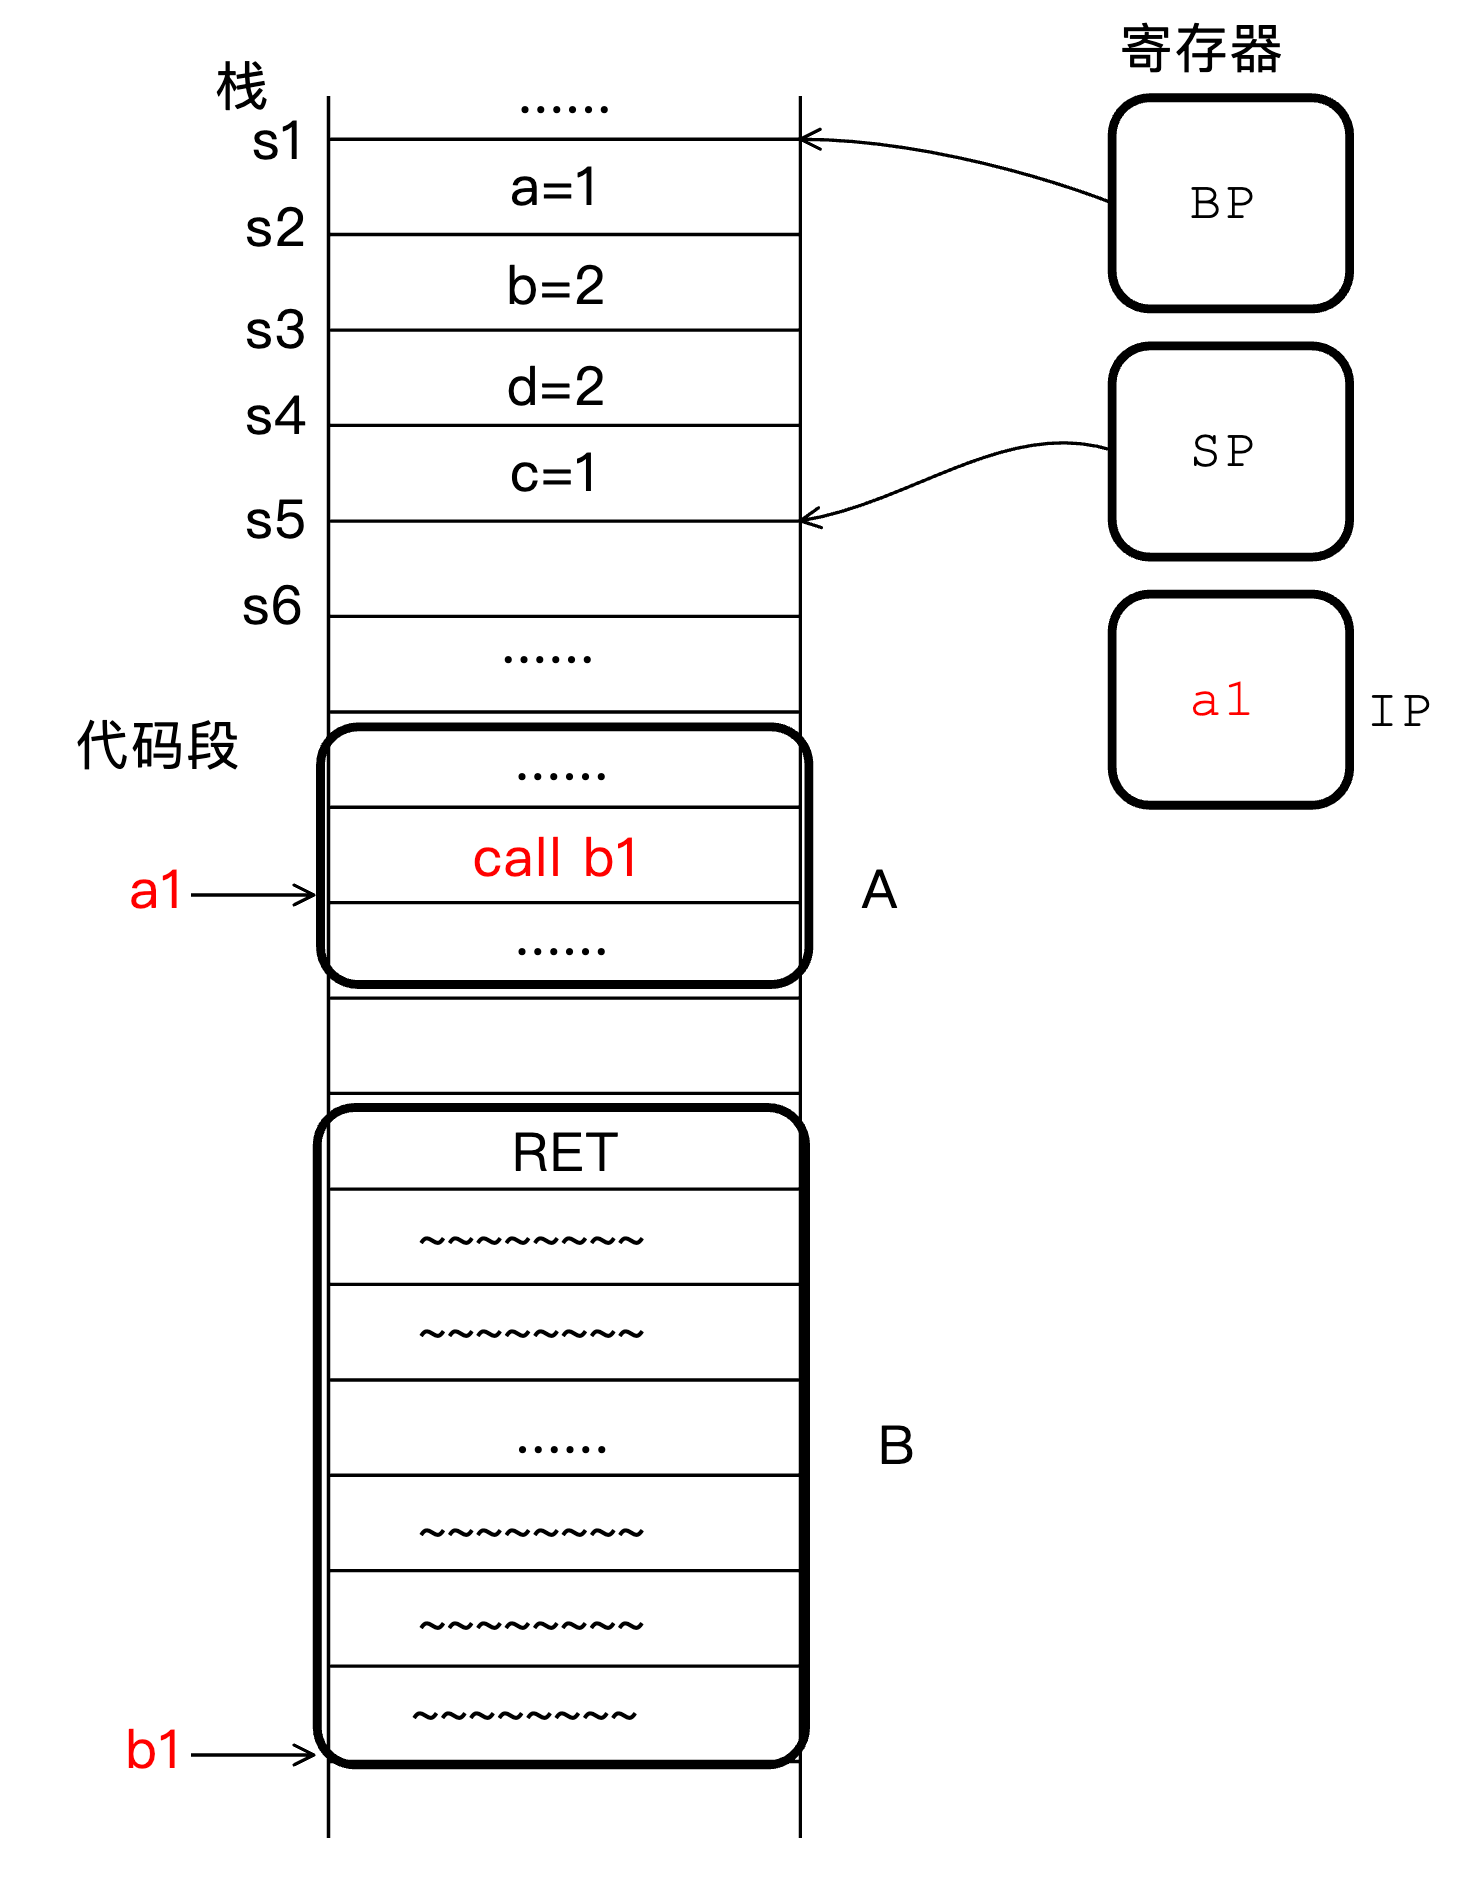 寄存器
栈
......
s1
a=1
BP
s2
b=2
s3
d=2
s4
SP
c=1
s5
s6
......
a1
IP
代码段
......
call b1
a1
A
......
RET
~~~~~~~~
~~~~~~~~
......
B
~~~~~~~~
~~~~~~~~
~~~~~~~~
b1